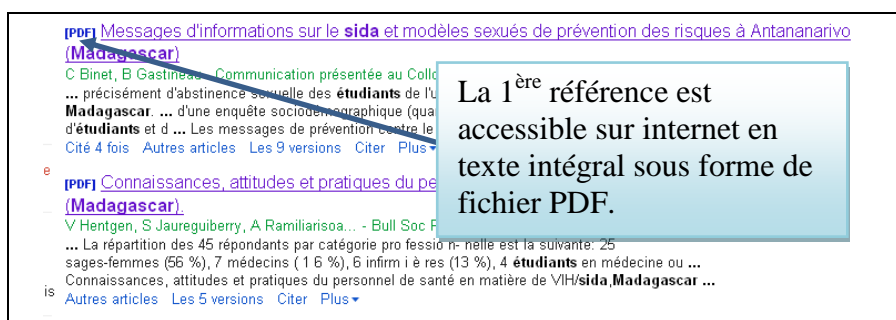 [PDF] Messages d'informations sur le sida et modèles sexués de prévention des risques à Antananarivo
(Madagascar)
C Binet, B Gastineau - Communication présentée au Collo
... précisément d'abstinence sexuelle des étudiants de l'u
Madagascar. ... d'une enquête sociodémographique (qua
d'étudiants et d ... Les messages de prévention contre le
Cité 4 fois Autres articles Les 9 versions Citer Plus
La 1ère référence est
accessible sur internet en
texte intégral sous forme de
fichier PDF.
e
[PDF] Connaissances, attitudes et pratiques du pe
(Madagascar).
V Hentgen, S Jaureguiberry, A Ramiliarisoa... - Bull Soc P
... La répartition des 45 répondants par catégorie pro fessio n- nelle est la suivante: 25
sages-femmes (56 %), 7 médecins ( 1 6 %), 6 infirm i è res (13 %), 4 étudiants en médecine ou ...
Connaissances, attitudes et pratiques du personnel de santé en matière de VIH/sida,Madagascar ...
is
Autres articles Les 5 versions Citer Plus